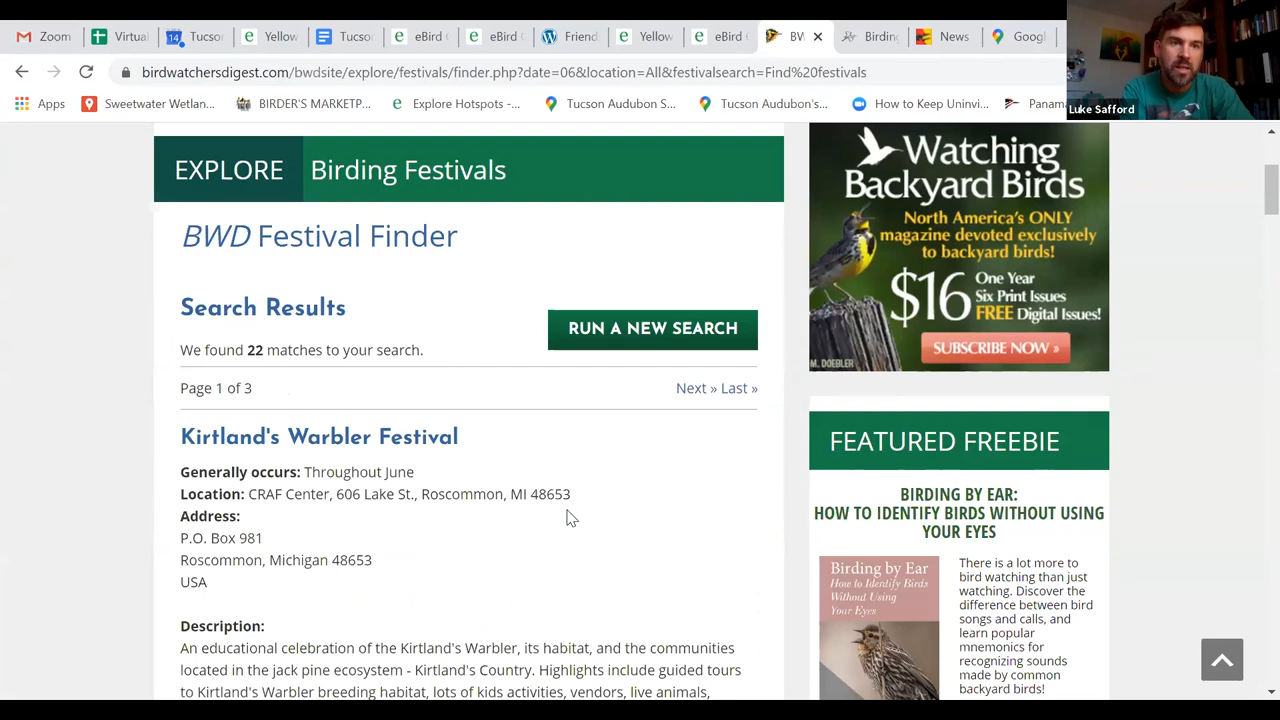 Zoom
Virtual
14
Tucso
Yellow
Tucso
eBird
eBird
Friend
Yellow
eBird
BW
Birding
News
Googl
birdwatchersdigest.com/bwdsite/explore/festivals/finder.php?date=06&location=All&festivalsearch=Find%20festivals
Luke Safford
Apps
Sweetwater Wetlan...
BIRDER'S MARKETP...
Explore Hotspots -...
Tucson Audubon S...
Tucson Audubon's...
How to Keep Uninvi...
Panam
EXPLORE Birding Festivals
BWD Festival Finder
Search Results
RUN A NEW SEARCH
We found 22 matches to your search.
Page 1 of 3
Next » Last »
Kirtland's Warbler Festival
Generally occurs: Throughout June
Location: CRAF Center, 606 Lake St., Roscommon, MI 48653
Address:
P.O. Box 981
Roscommon, Michigan 48653
USA
Description:
An educational celebration of the Kirtland's Warbler, its habitat, and the communities
located in the jack pine ecosystem - Kirtland's Country. Highlights include guided tours
to Kirtland's Warbler breeding habitat, lots of kids activities, vendors, live animals,
Watching
Backyard Birds
North America's ONLY
magazine devoted exclusively
to backyard birds!
$16
One Year
Six Print Issues
FREE Digital Issues!
SUBSCRIBE NOW »
M. DOEBLER
FEATURED FREEBIE
BIRDING BY EAR:
HOW TO IDENTIFY BIRDS WITHOUT USING
YOUR EYES
Birding by Ear
How to Identify Birds
Without Using
Your Eyes
There is a lot more to
bird watching than just
watching. Discover the
difference between bird
songs and calls, and
learn popular
mnemonics for
recognizing sounds
made by common
backyard birds!